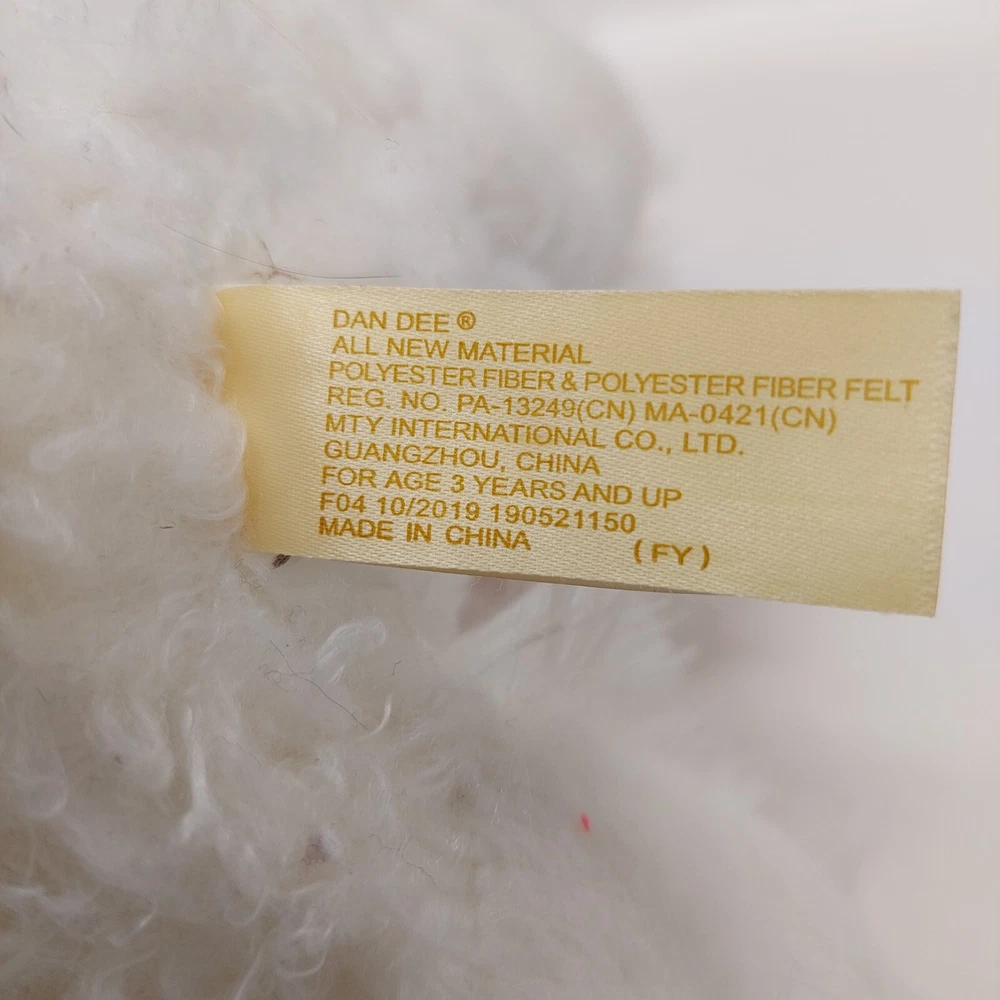 DAN DEE ®
ALL NEW MATERIAL
POLYESTER FIBER & POLYESTER FIBER FELT
REG. NO. PA-13249(CN) MA-0421(CN)
MTY INTERNATIONAL CO., LTD.
GUANGZHOU, CHINA
FOR AGE 3 YEARS AND UP
F04 10/2019 190521150
MADE IN CHINA (FY)